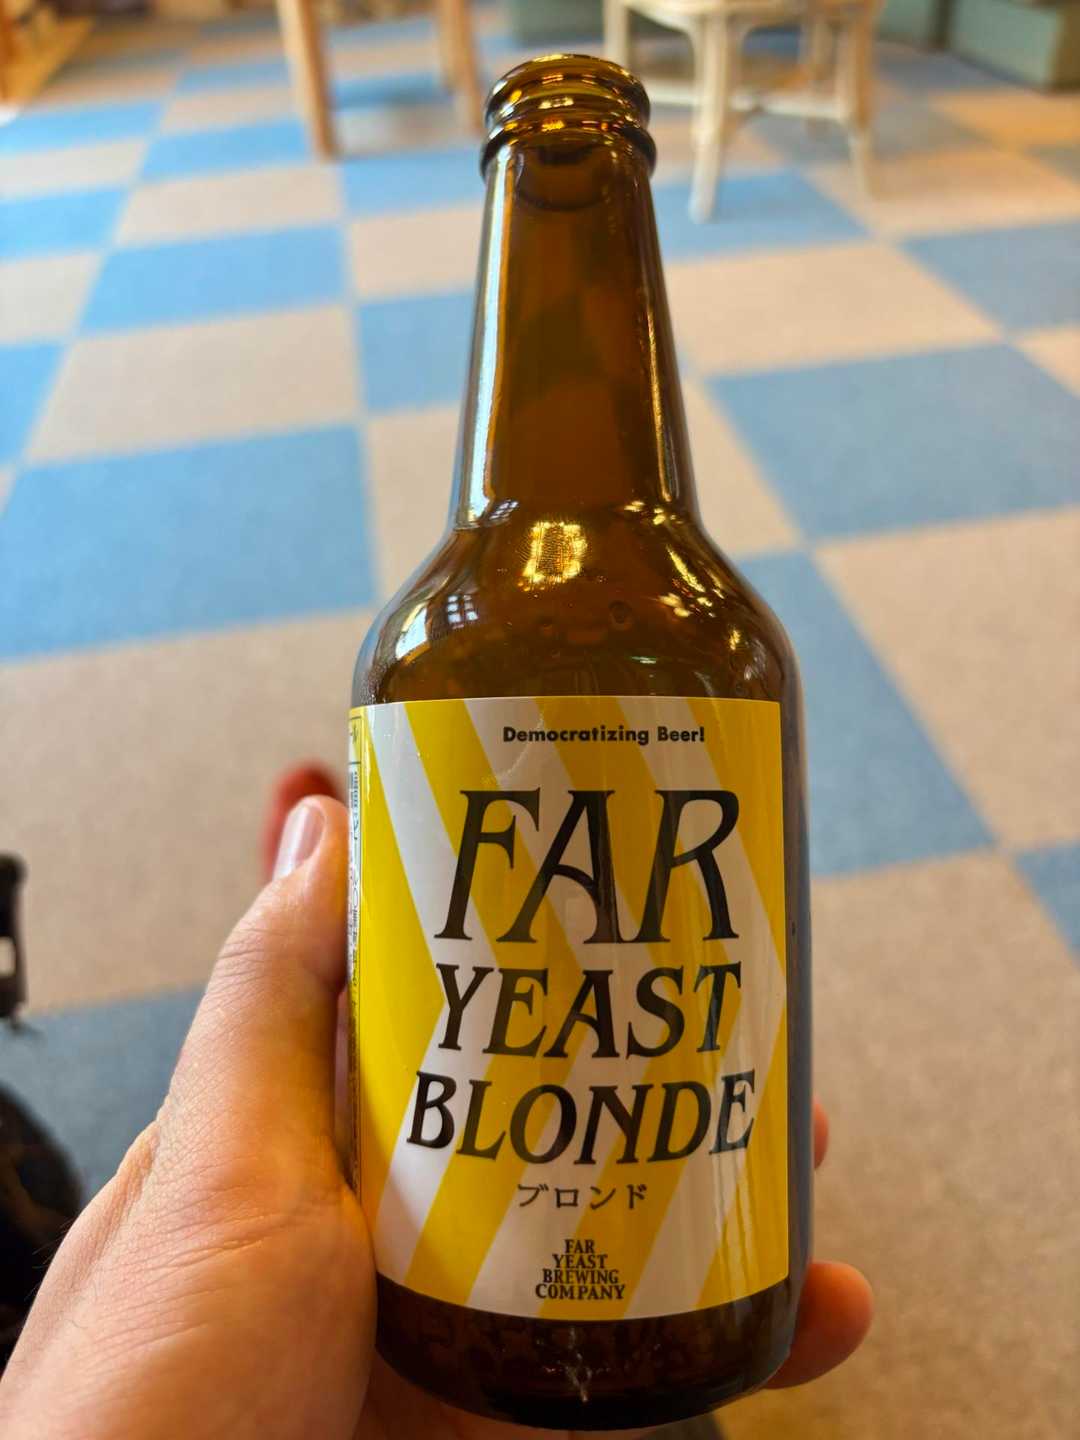 Democratizing Beer!
FAR
YEAST
BLONDE
ブロンド
FAR
YEAST
BREWING
COMPANY